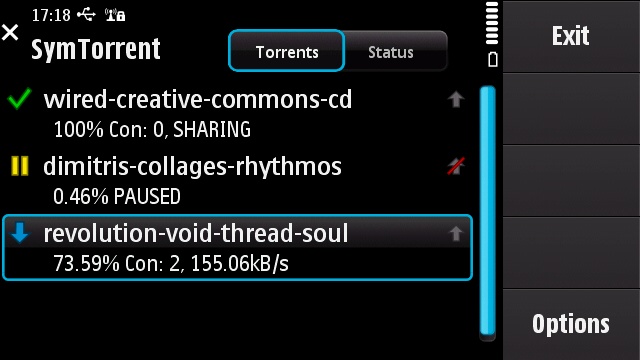 17:18
SymTorrent
Torrents
Status
Exit
wired-creative-commons-cd
100% Con: 0, SHARING
dimitris-collages-rhythmos
0.46% PAUSED
revolution-void-thread-soul
73.59% Con: 2, 155.06kB/s
Options